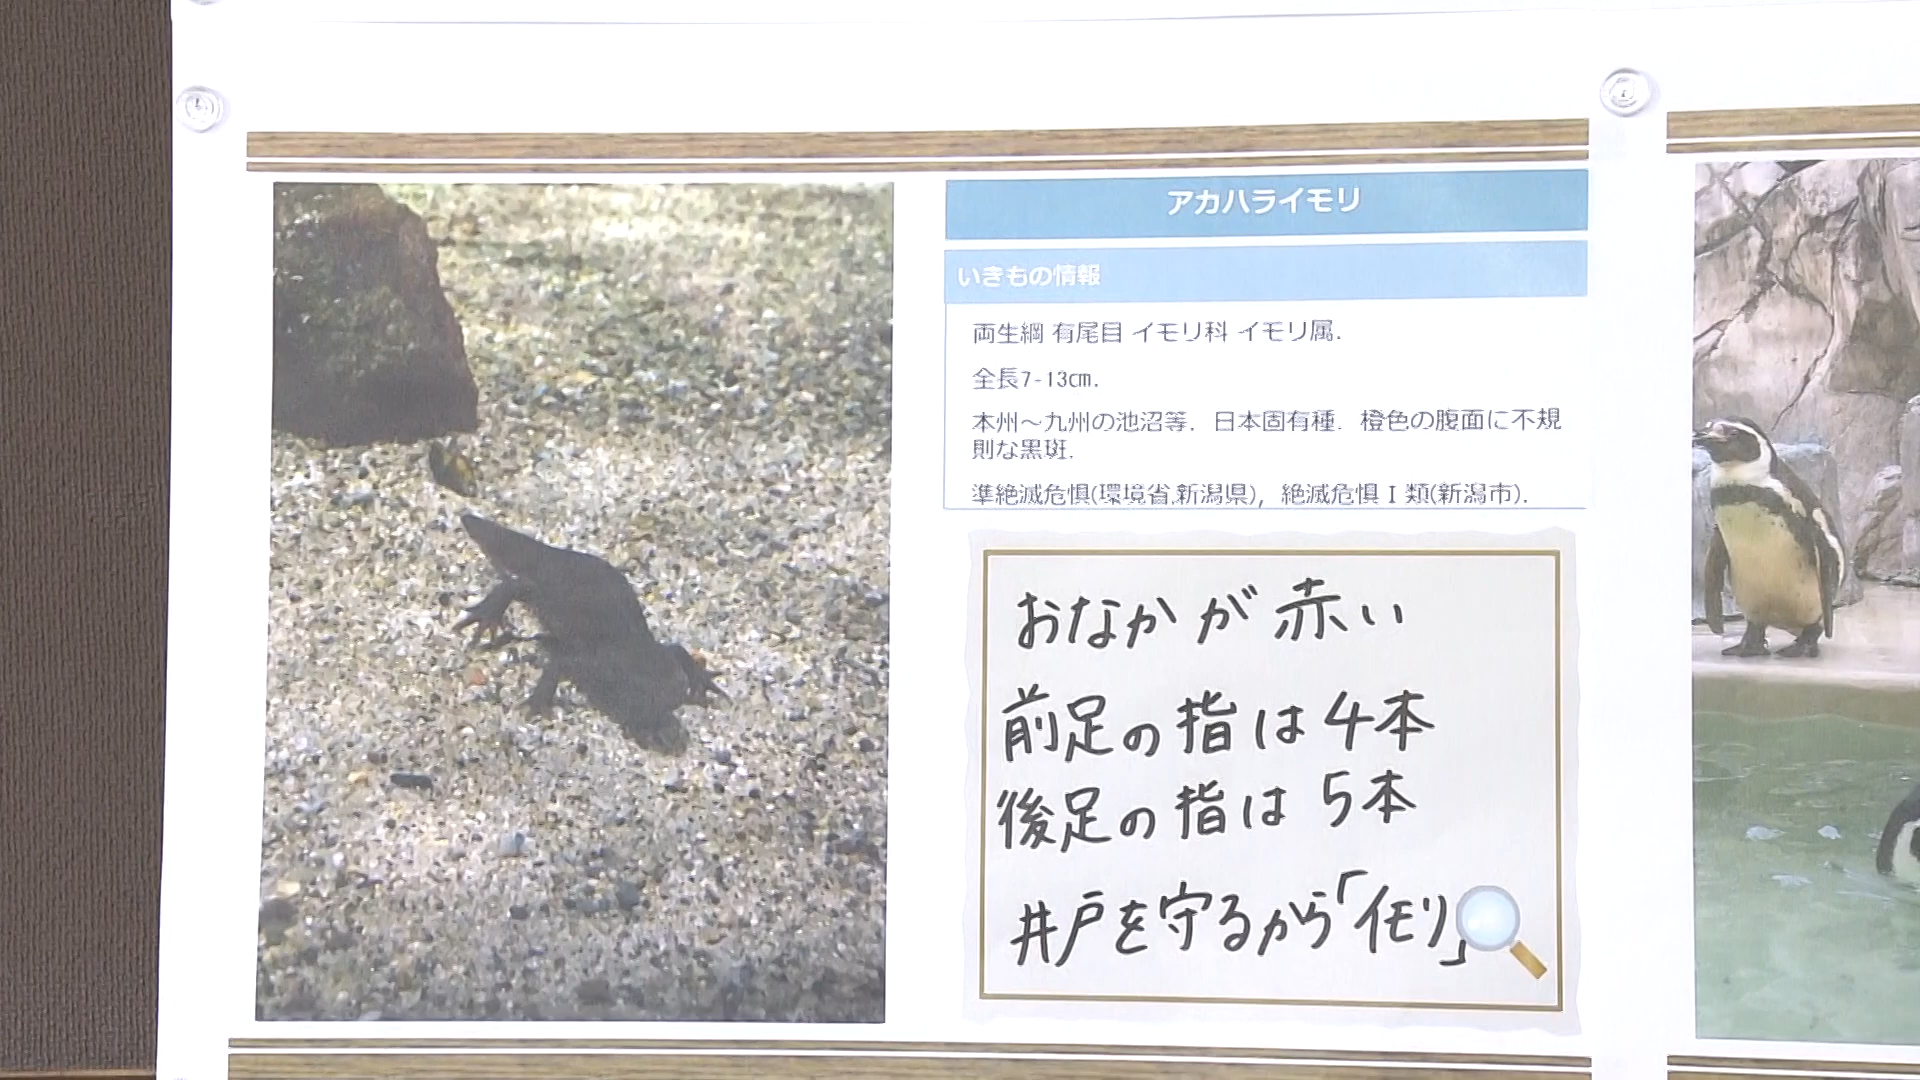 アカハライモリ
いきもの情報
両生綱 有尾目 イモリ科 イモリ属.
全長7-13cm.
本州～九州の池沼等. 日本固有種. 橙色の腹面に不規
則な黒斑.
準絶滅危惧(環境省,新潟県), 絶滅危惧Ⅰ類(新潟市).
おなかが赤い
前足の指は4本
後足の指は5本
井戸を守るから「イモリ」